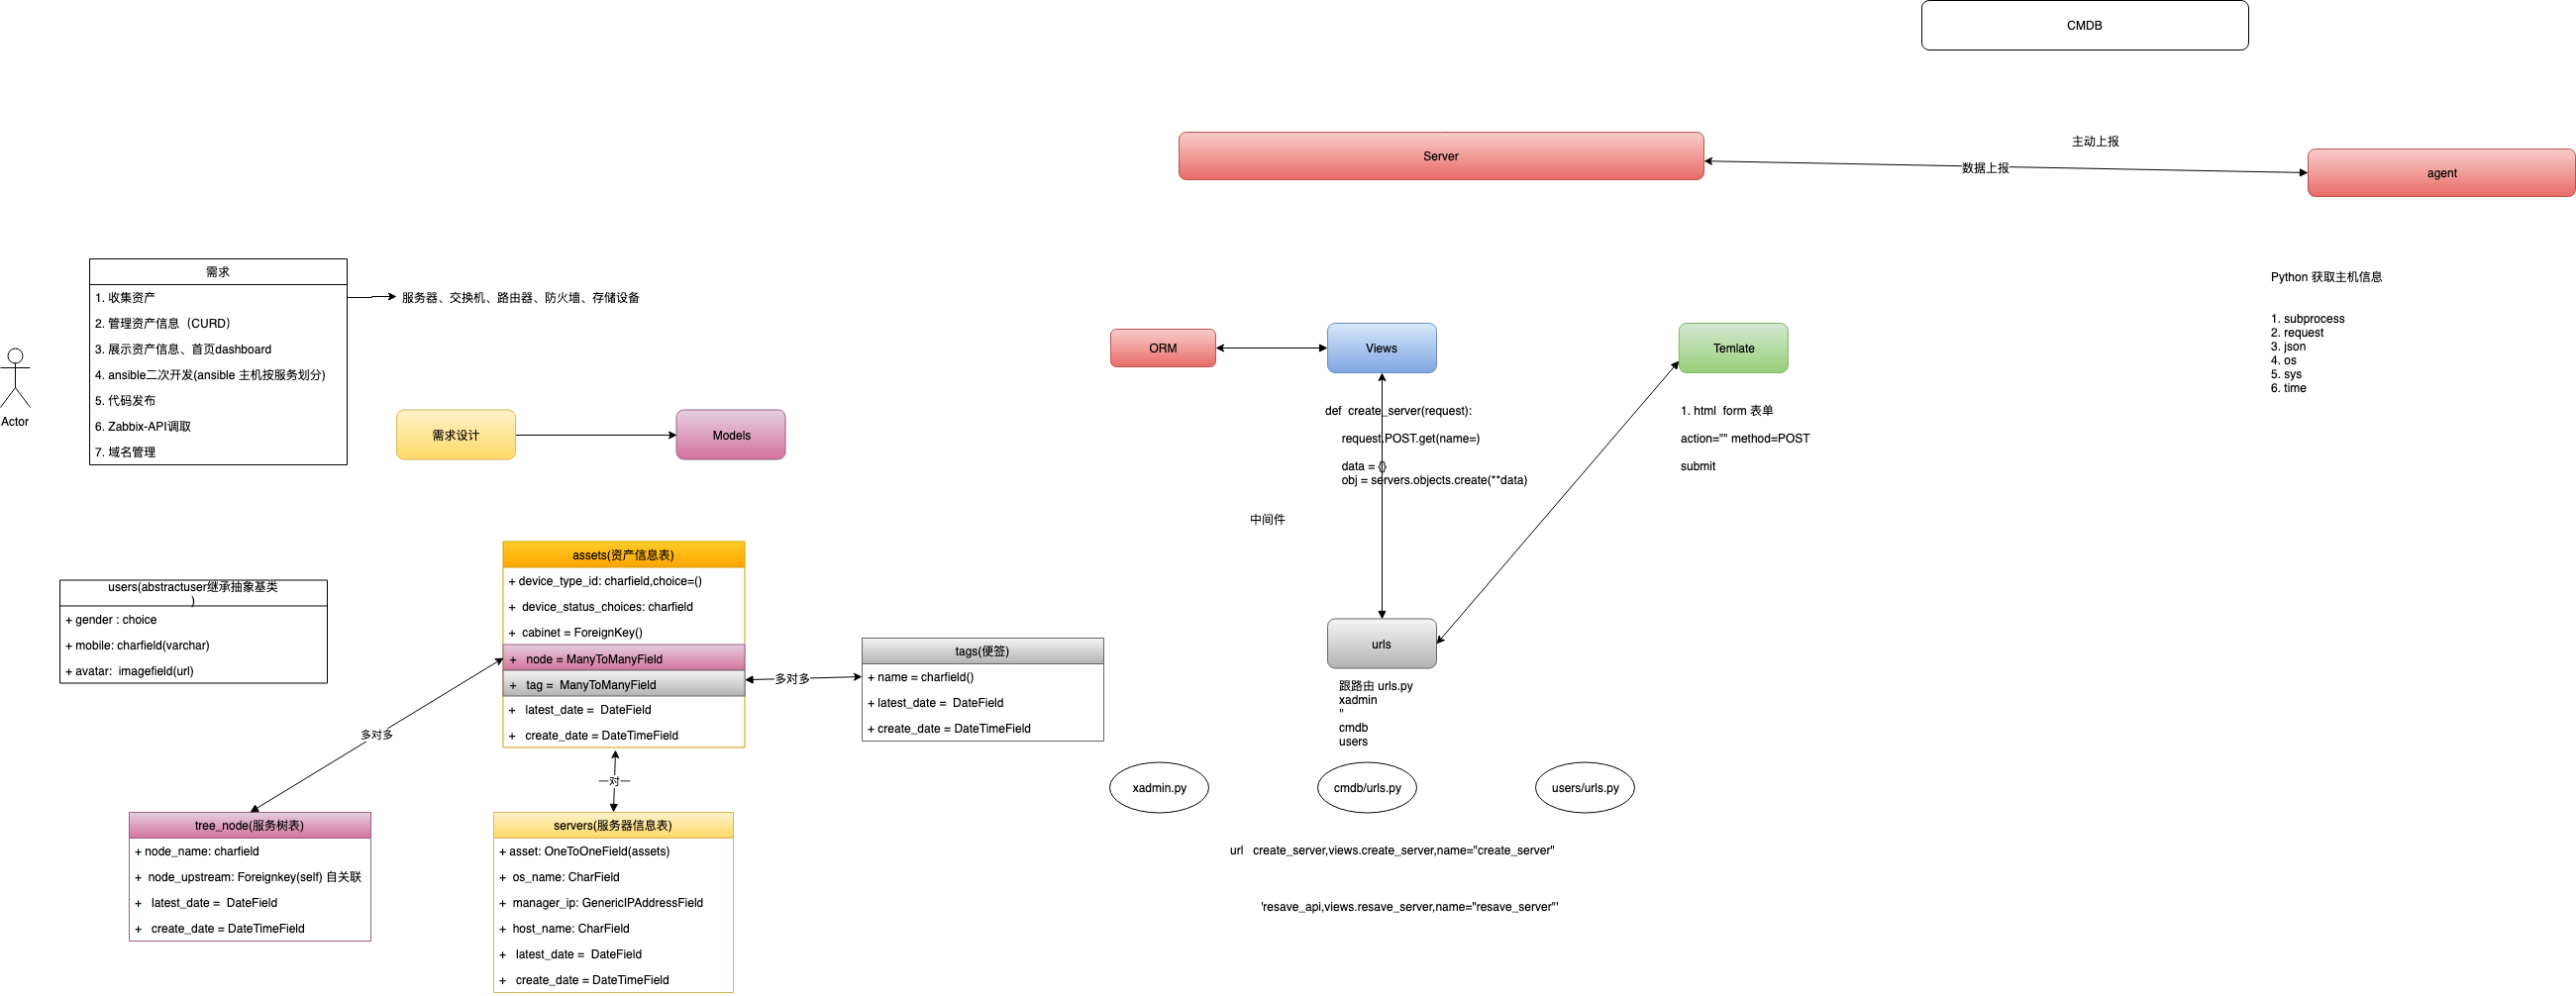 CMDB
Server
主动上报
数据上报
agent
需求
1. 收集资产
2. 管理资产信息（CURD）
3. 展示资产信息、首页dashboard
4. ansible二次开发(ansible 主机按服务划分)
5. 代码发布
6. Zabbix-API调取
7. 域名管理
服务器、交换机、路由器、防火墙、存储设备
Actor
需求设计
Models
ORM
Views
Temlate
def  create_server(request):
request.POST.get(name=)
data = {}
obj = servers.objects.create(**data)
1. html  form 表单
action="" method=POST
submit
Python 获取主机信息
1. subprocess
2. request
3. json
4. os
5. sys
6. time
中间件
users(abstractuser继承抽象基类
)
+ gender : choice
+ mobile: charfield(varchar)
+ avatar:  imagefield(url)
assets(资产信息表)
+ device_type_id: charfield,choice=()
+  device_status_choices: charfield
+  cabinet = ForeignKey()
+   node = ManyToManyField
+   tag =  ManyToManyField
+   latest_date =  DateField
+   create_date = DateTimeField
多对多
tags(便签)
+ name = charfield()
+ latest_date =  DateField
+ create_date = DateTimeField
多对多
一对一
tree_node(服务树表)
+ node_name: charfield
+  node_upstream: Foreignkey(self) 自关联
+   latest_date =  DateField
+   create_date = DateTimeField
servers(服务器信息表)
+ asset: OneToOneField(assets)
+  os_name: CharField
+  manager_ip: GenericIPAddressField
+  host_name: CharField
+   latest_date =  DateField
+   create_date = DateTimeField
urls
跟路由 urls.py
xadmin
''
cmdb
users
xadmin.py
cmdb/urls.py
users/urls.py
url   create_server,views.create_server,name="create_server"
'resave_api,views.resave_server,name="resave_server"'